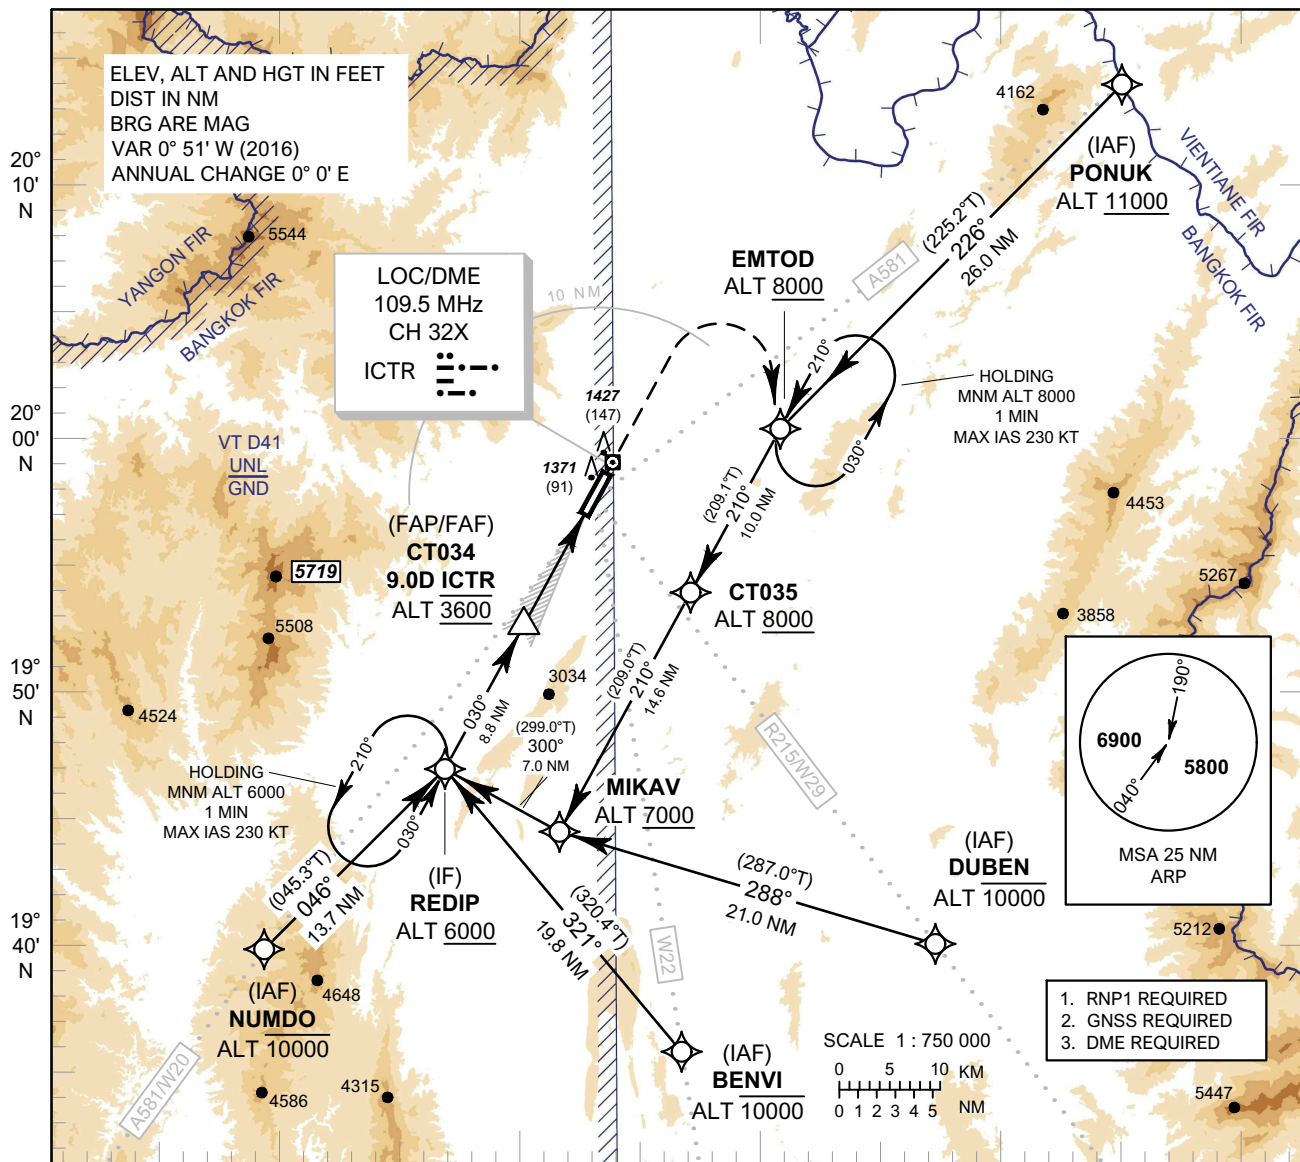 ELEV, ALT AND HGT IN FEET
DIST IN NM
BRG ARE MAG
VAR 0° 51' W (2016)
ANNUAL CHANGE 0° 0' E
20°
10'
N
20°
00'
N
19°
50'
N
19°
40'
N
5544
YANGON FIR
BANGKOK FIR
LOC/DME
109.5 MHz
CH 32X
ICTR
10 NM
4162
(IAF)
PONUK
ALT 11000
VIENTIANE FIR
BANGKOK FIR
(225.2°T)
226°
26.0 NM
A581
EMTOD
ALT 8000
210°
030°
HOLDING
MNM ALT 8000
1 MIN
MAX IAS 230 KT
1427
(147)
1371
(91)
VT D41
UNL
GND
(FAP/FAF)
CT034
9.0D ICTR
ALT 3600
(209.1°T)
210°
10.0 NM
CT035
ALT 8000
4453
5267
3858
5719
5508
4524
3034
(209.0°T)
210°
14.6 NM
030°
8.8 NM
(299.0°T)
300°
7.0 NM
R215/W29
190°
6900
5800
040°
MSA 25 NM
ARP
HOLDING
MNM ALT 6000
1 MIN
MAX IAS 230 KT
210°
030°
MIKAV
ALT 7000
(IF)
REDIP
ALT 6000
(045.3°T)
046°
13.7 NM
(287.0°T)
288°
21.0 NM
(IAF)
DUBEN
ALT 10000
(320.4°T)
321°
19.8 NM
W22
5212
(IAF)
NUMDO
ALT 10000
4648
4586
4315
A581/W20
(IAF)
BENVI
ALT 10000
SCALE 1 : 750 000
0 5 10 KM
0 1 2 3 4 5 NM
1. RNP1 REQUIRED
2. GNSS REQUIRED
3. DME REQUIRED
5447